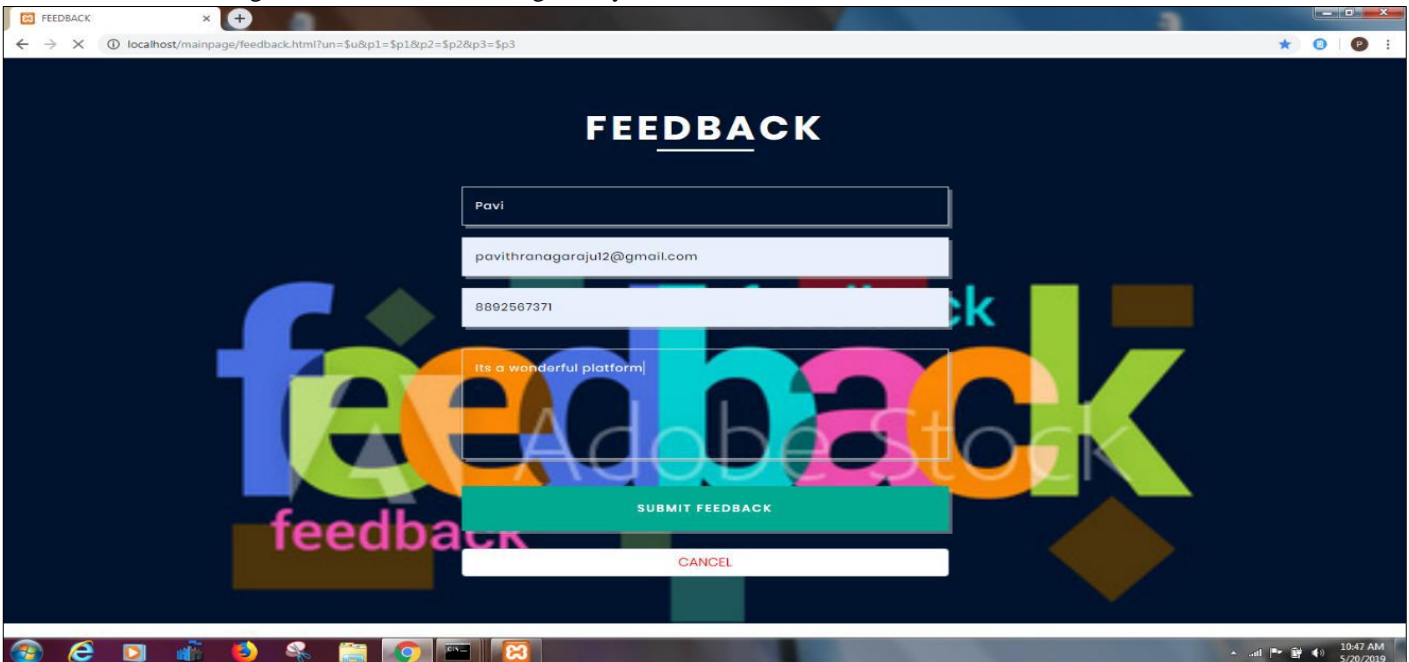 FEEDBACK
localhost/mainpage/feedback.html?un=$u&p1=$p1&p2=$p2&p3=$p3
P
FEEDBACK
Pavi
pavithranagaraju12@gmail.com
8892567371
Its a wonderful platform
feedback
Adobe Stock
SUBMIT FEEDBACK
feedback
CANCEL
10:47 AM
5/20/2019